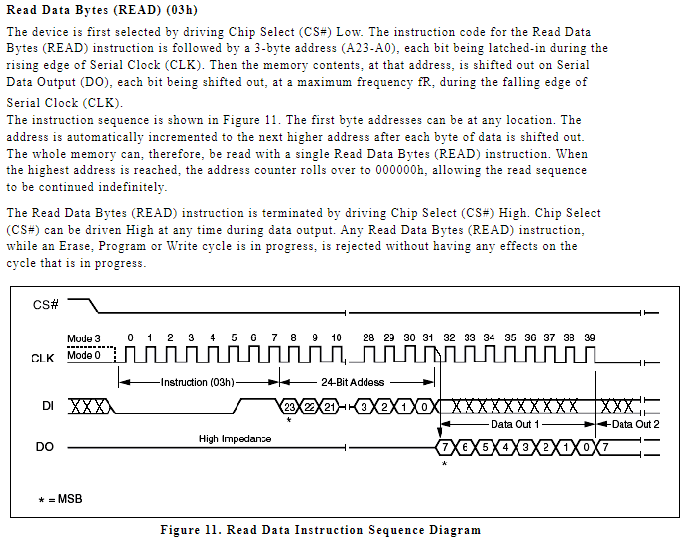 Read Data Bytes (READ) (03h)
The device is first selected by driving Chip Select (CS#) Low. The instruction code for the Read Data
Bytes (READ) instruction is followed by a 3-byte address (A23-A0), each bit being latched-in during the
rising edge of Serial Clock (CLK). Then the memory contents, at that address, is shifted out on Serial
Data Output (DO), each bit being shifted out, at a maximum frequency fR, during the falling edge of
Serial Clock (CLK).
The instruction sequence is shown in Figure 11. The first byte addresses can be at any location. The
address is automatically incremented to the next higher address after each byte of data is shifted out.
The whole memory can, therefore, be read with a single Read Data Bytes (READ) instruction. When
the highest address is reached, the address counter rolls over to 000000h, allowing the read sequence
to be continued indefinitely.
The Read Data Bytes (READ) instruction is terminated by driving Chip Select (CS#) High. Chip Select
(CS#) can be driven High at any time during data output. Any Read Data Bytes (READ) instruction,
while an Erase, Program or Write cycle is in progress, is rejected without having any effects on the
cycle that is in progress.
CS#
Mode 3 0 1 2 3 4 5 6 7 8 9 10 28 29 30 31 32 33 34 35 36 37 38 39
CLK Mode 0
Instruction (03h) 24-Bit Addess
DI 23 22 21 3 2 1 0
*
Data Out 1 Data Out 2
High Impedance
DO 7 6 5 4 3 2 1 0 7
*
* = MSB
Figure 11. Read Data Instruction Sequence Diagram